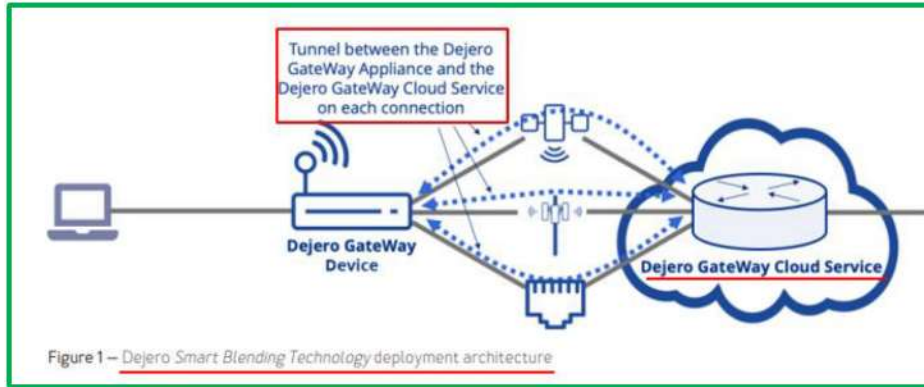 Tunnel between the Dejero
GateWay Appliance and the
Dejero GateWay Cloud Service
on each connection
Dejero GateWay
Device
Dejero GateWay Cloud Service
Figure 1 – Dejero Smart Blending Technology deployment architecture